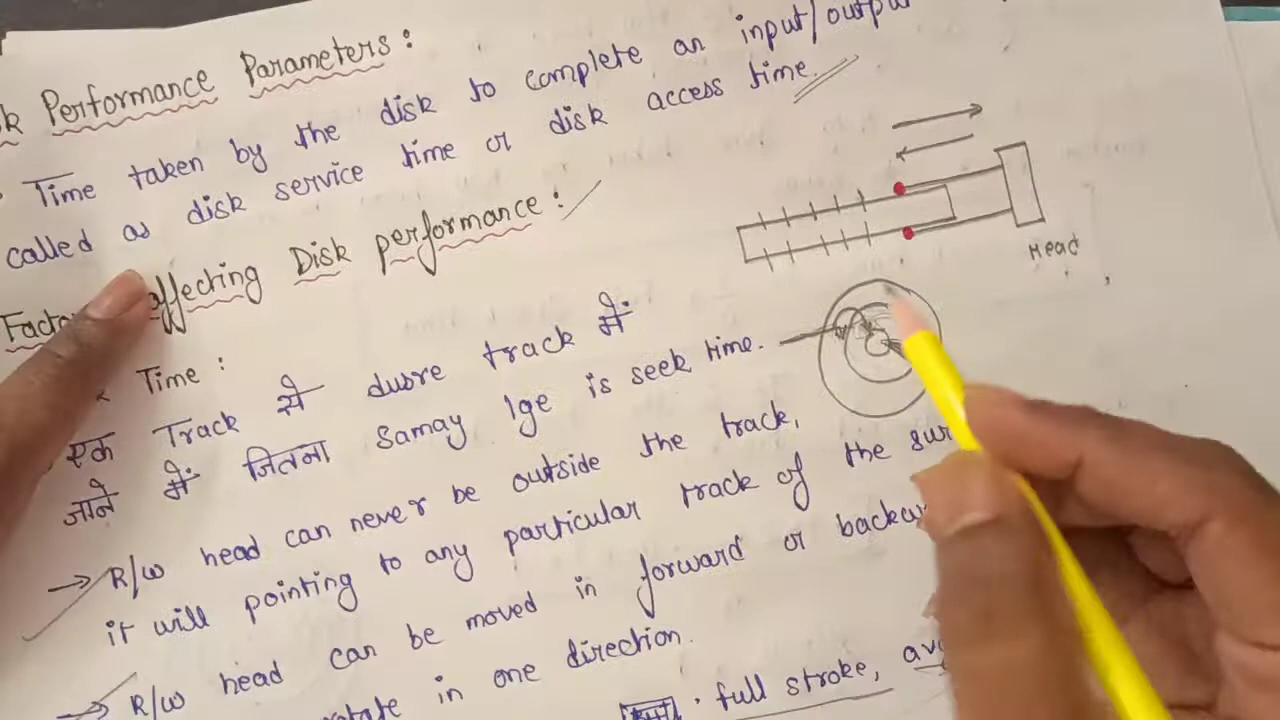 Performance Parameters:
Time taken by the disk to complete an input/output
called as disk service time or disk access time.
affecting Disk performance:
Time:
एक Track से dusre track में
जाने में जितना samay lge is seek time.
→ R/W head can never be outside the track,
it will pointing to any particular track of the
→ R/W head can be moved in forward or
in one direction.
full stroke,
Head